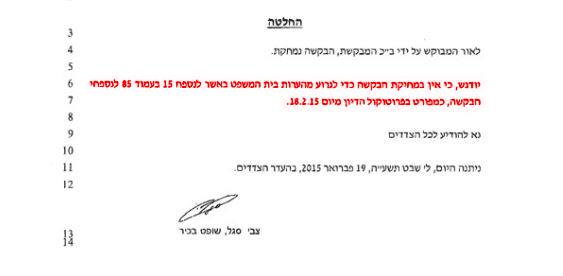 החלטה
3
4 לאור המבוקש על ידי ב"כ המבקשת, הבקשה נמחקת.
5
6 יודגש, כי אין במחיקת הבקשה כדי לגרוע מהערות בית המשפט באשר לנספח 15 בעמוד 85 לנספחי
7 הבקשה, כמפורט בפרוטוקול הדיון מיום 18.2.15.
8
9 נא להודיע לכל הצדדים
10
11 ניתנה היום, ל' שבט תשע"ה, 19 פברואר 2015, בהעדר הצדדים.
12
13 צבי סגל, שופט בכיר
14